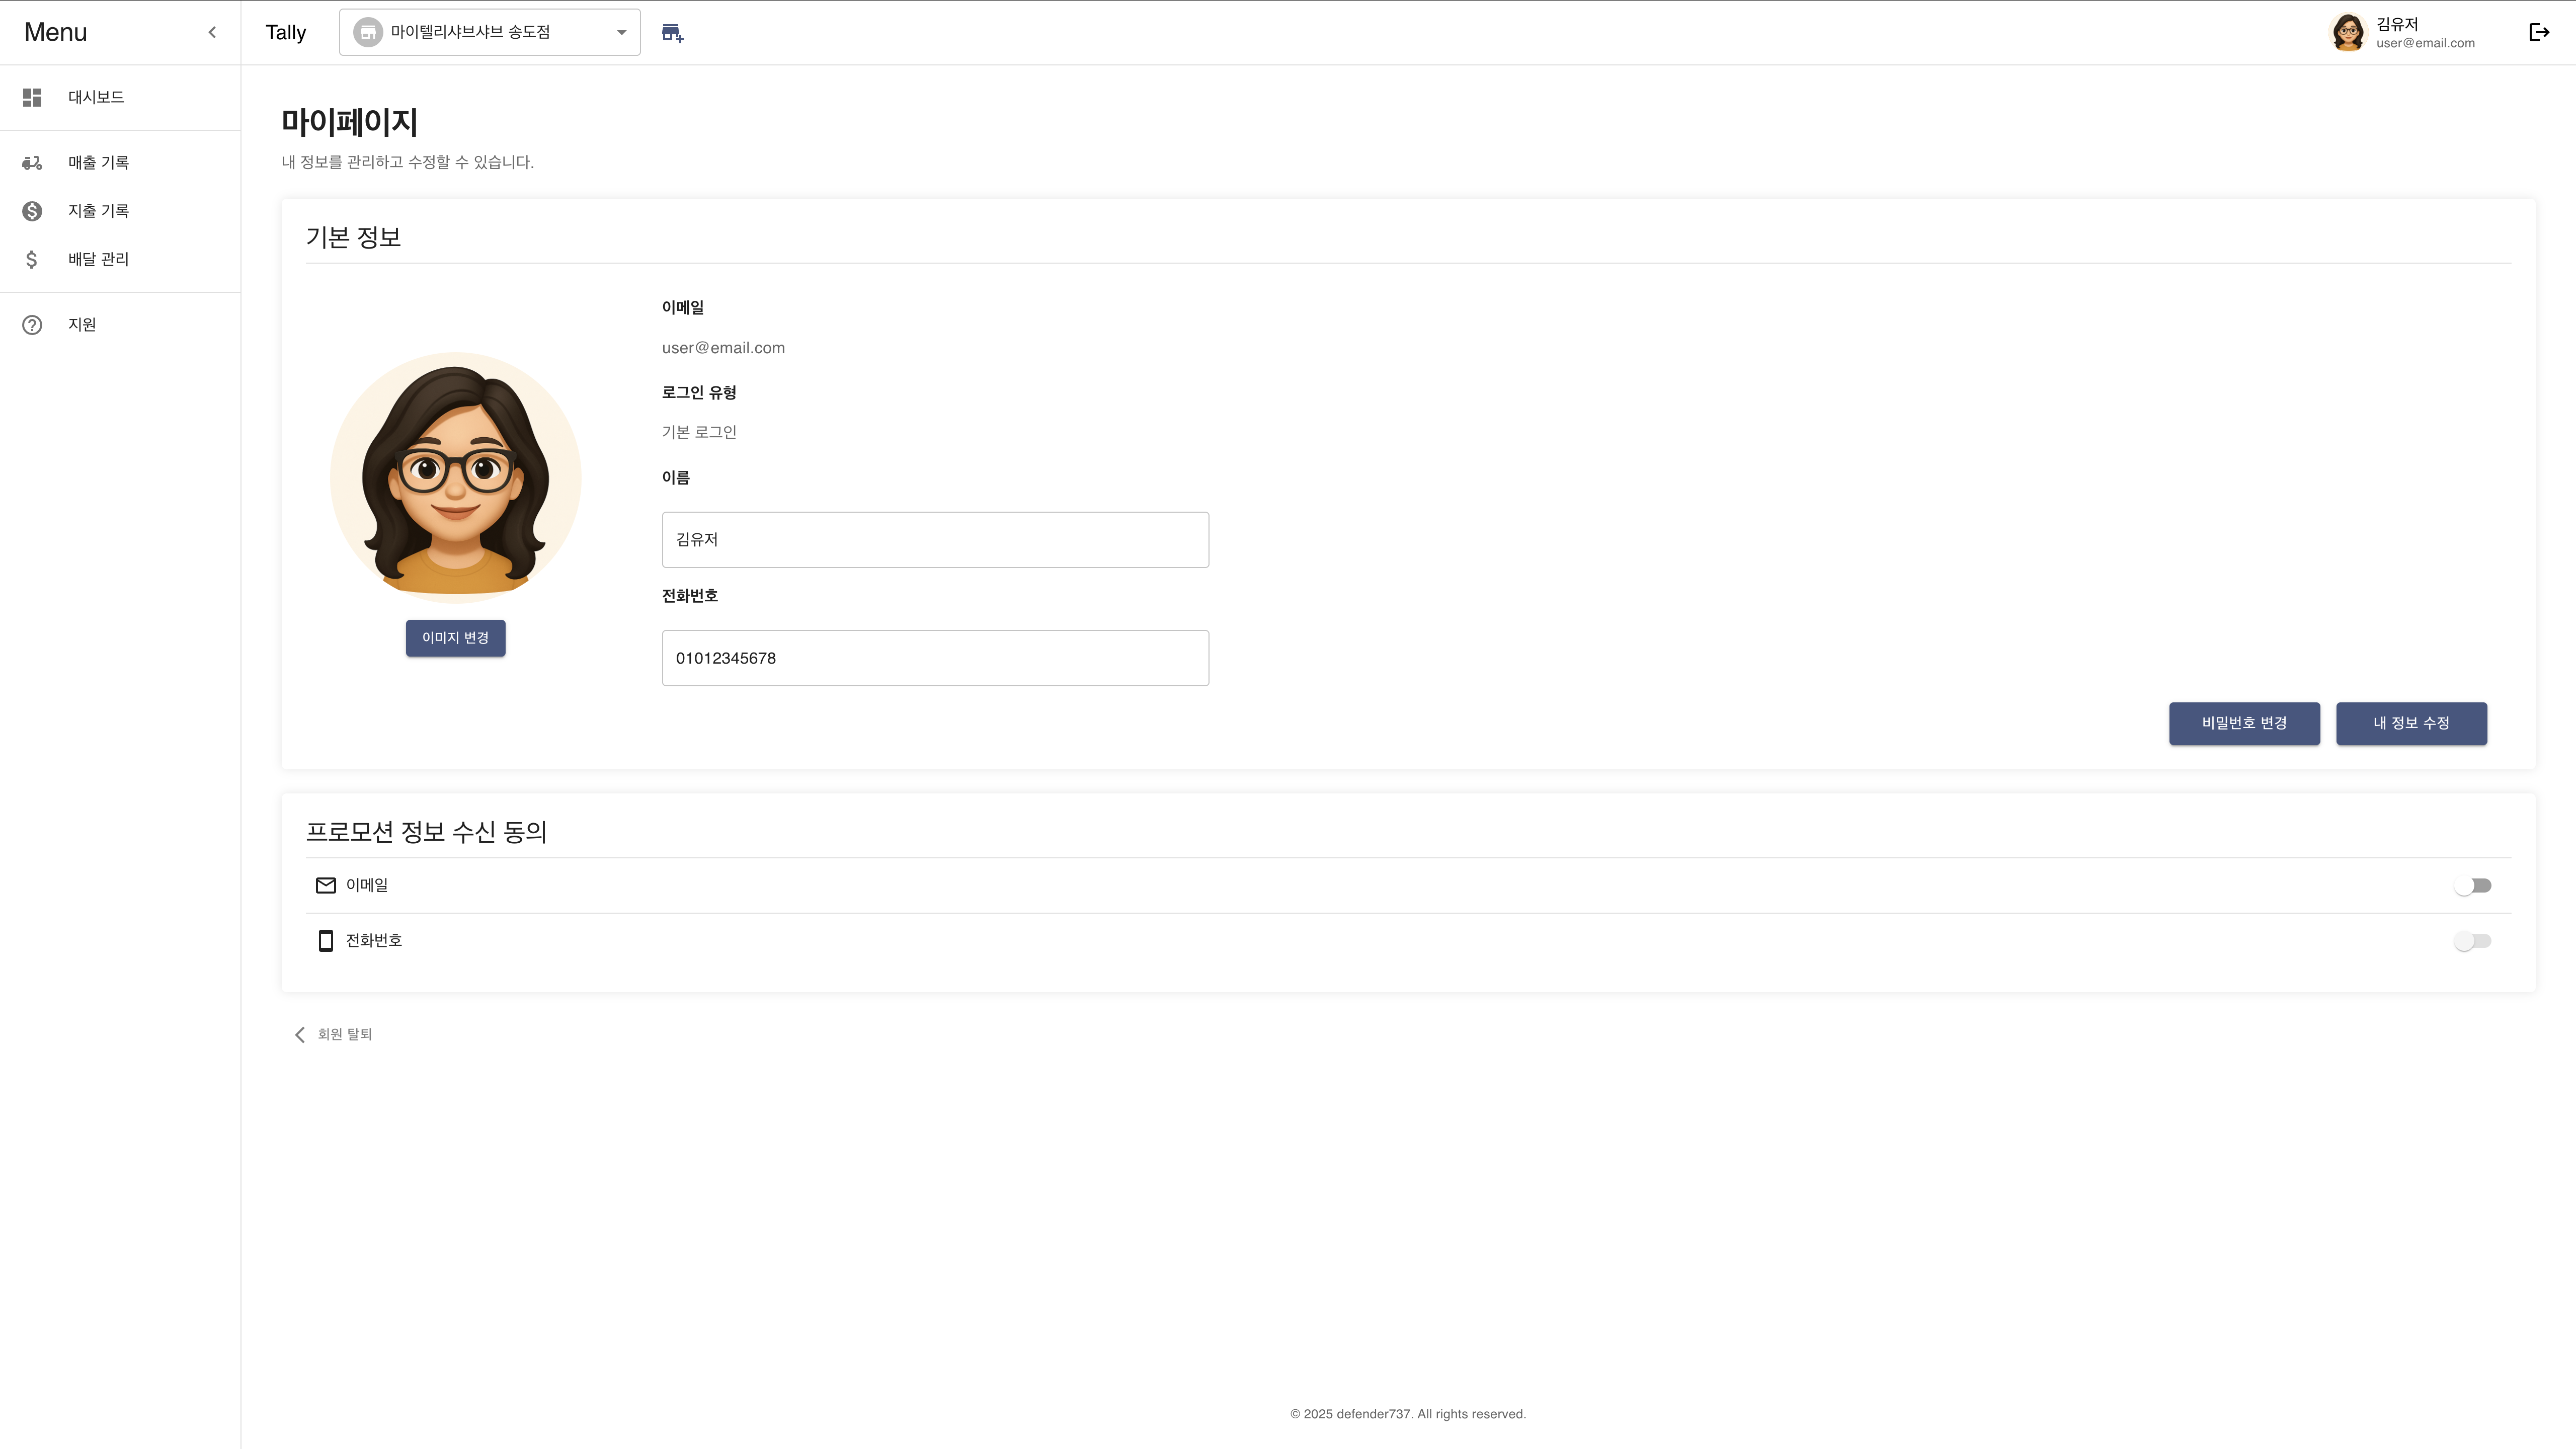 Menu
Tally
마이텔리샤브샤브 송도점
김유저
user@email.com
대시보드
매출 기록
지출 기록
배달 관리
지원
마이페이지
내 정보를 관리하고 수정할 수 있습니다.
기본 정보
이메일
user@email.com
로그인 유형
기본 로그인
이름
김유저
전화번호
01012345678
이미지 변경
비밀번호 변경
내 정보 수정
프로모션 정보 수신 동의
이메일
전화번호
회원 탈퇴
© 2025 defender737. All rights reserved.